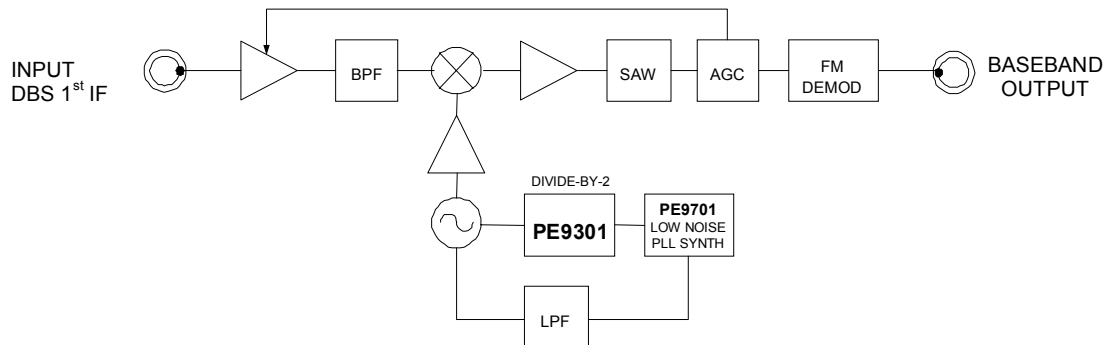 INPUT
DBS 1st IF
BPF
SAW
AGC
FM
DEMOD
BASEBAND
OUTPUT
DIVIDE-BY-2
PE9301
PE9701
LOW NOISE
PLL SYNTH
LPF